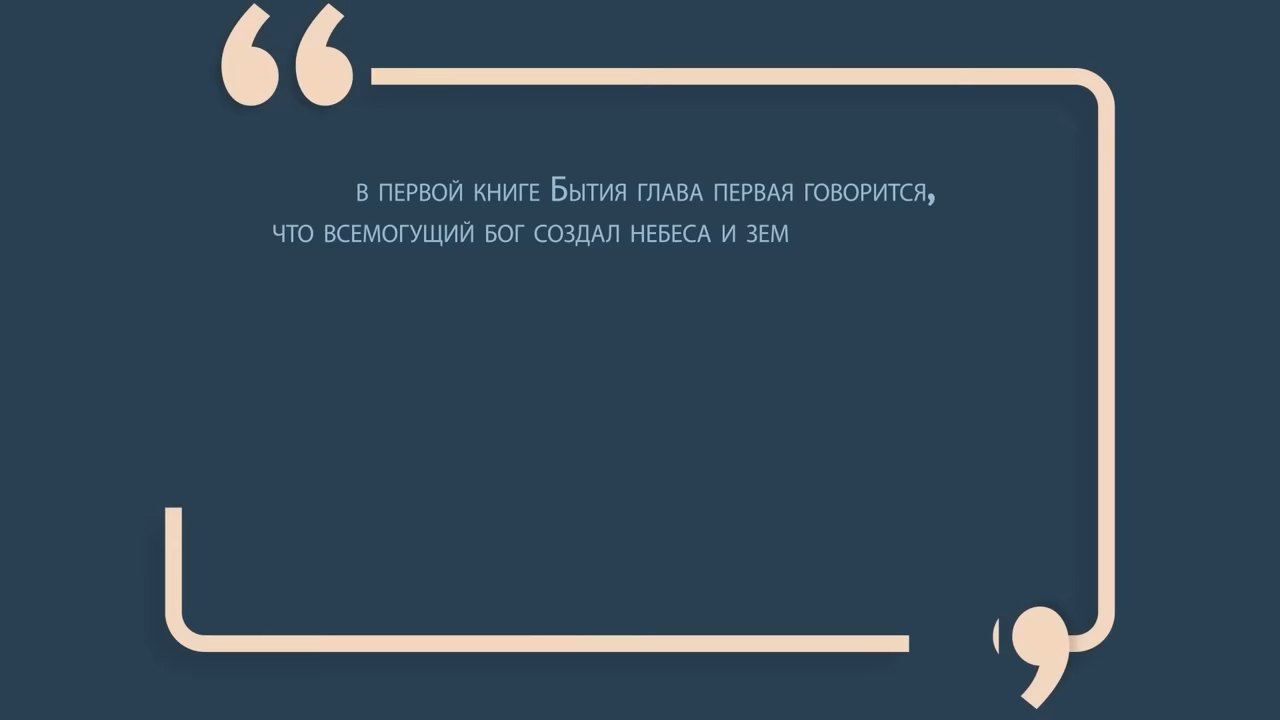 в первой книге Бытия глава первая говорится,
что всемогущий бог создал небеса и зем